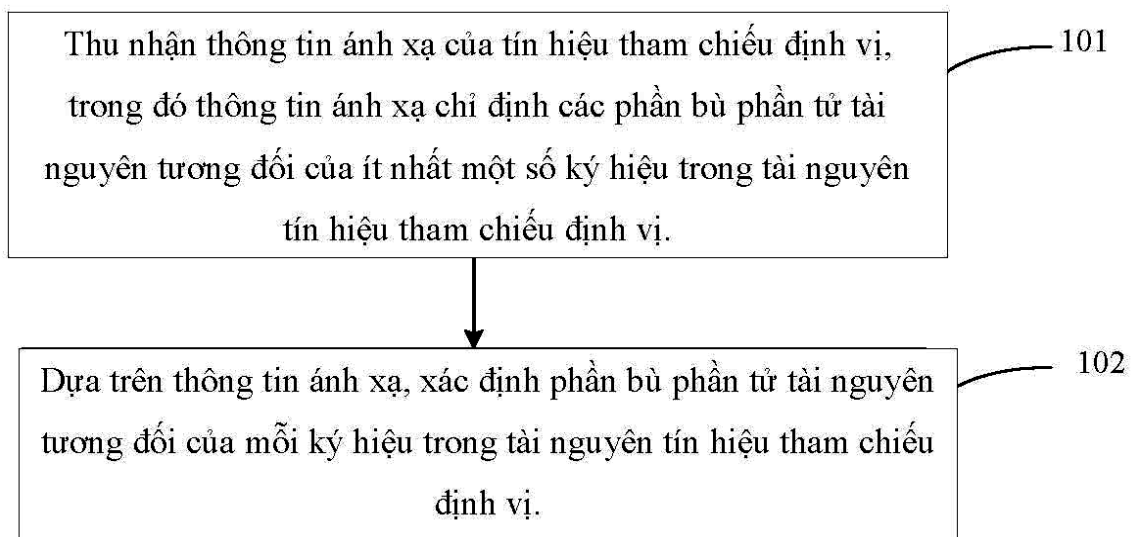 Thu nhận thông tin ánh xạ của tín hiệu tham chiếu định vị,
trong đó thông tin ánh xạ chỉ định các phần bù phần tử tài
nguyên tương đối của ít nhất một số ký hiệu trong tài nguyên
tín hiệu tham chiếu định vị.
101
Dựa trên thông tin ánh xạ, xác định phần bù phần tử tài nguyên
tương đối của mỗi ký hiệu trong tài nguyên tín hiệu tham chiếu
định vị.
102